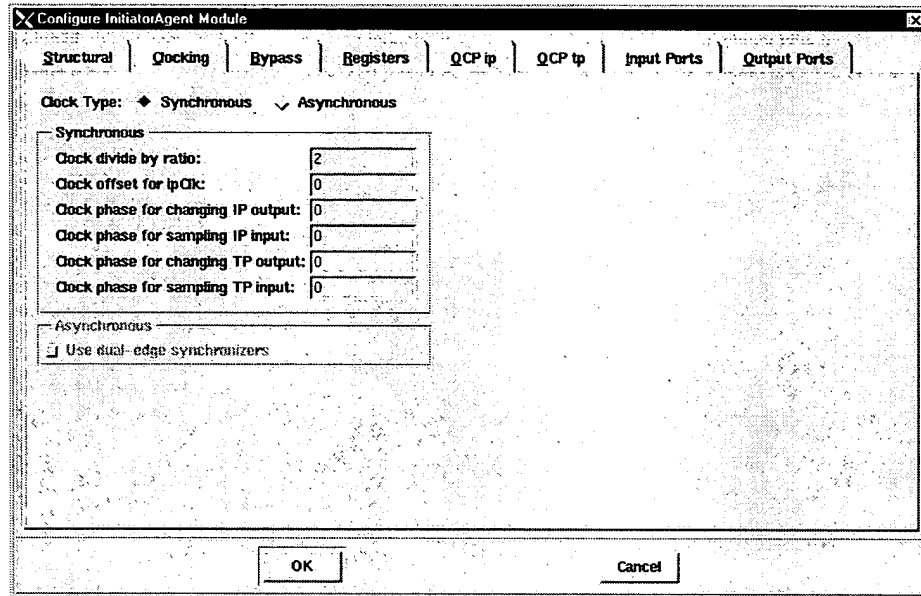 Configure InitiatorAgent Module
Structural Clocking Bypass Registers OCP ip OCP tp Input Ports Output Ports
Clock Type: Synchronous Asynchronous
Synchronous
Clock divide by ratio: 2
Clock offset for IpClk: 0
Clock phase for changing IP output: 0
Clock phase for sampling IP input: 0
Clock phase for changing TP output: 0
Clock phase for sampling TP input: 0
Asynchronous
Use dual-edge synchronizers
OK Cancel